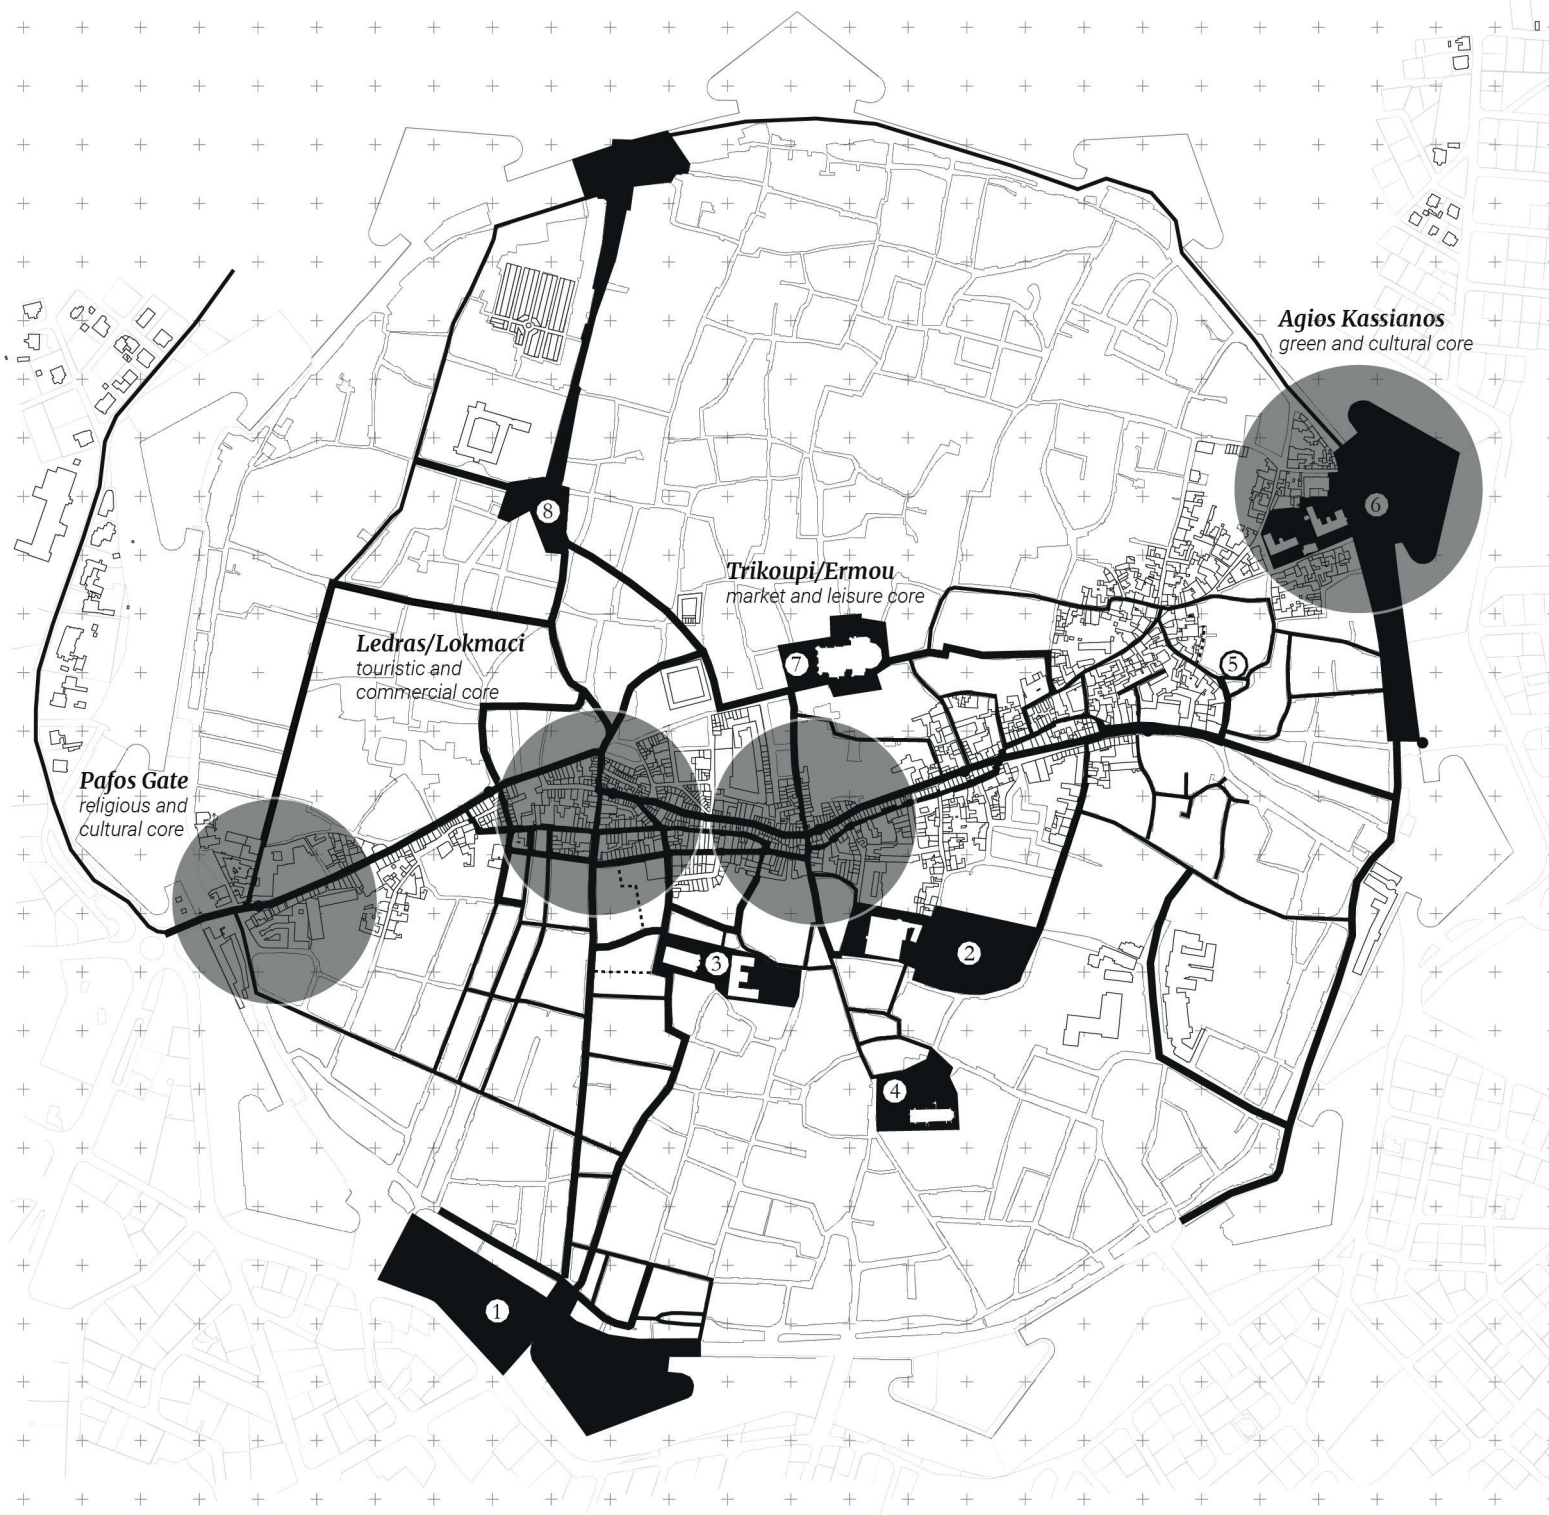 Agios Kassianos
green and cultural core
6
8
Trikoupi/Ermou
market and leisure core
Ledras/Lokmaci
touristic and
commercial core
7
5
Pafos Gate
religious and
cultural core
2
3
4
1